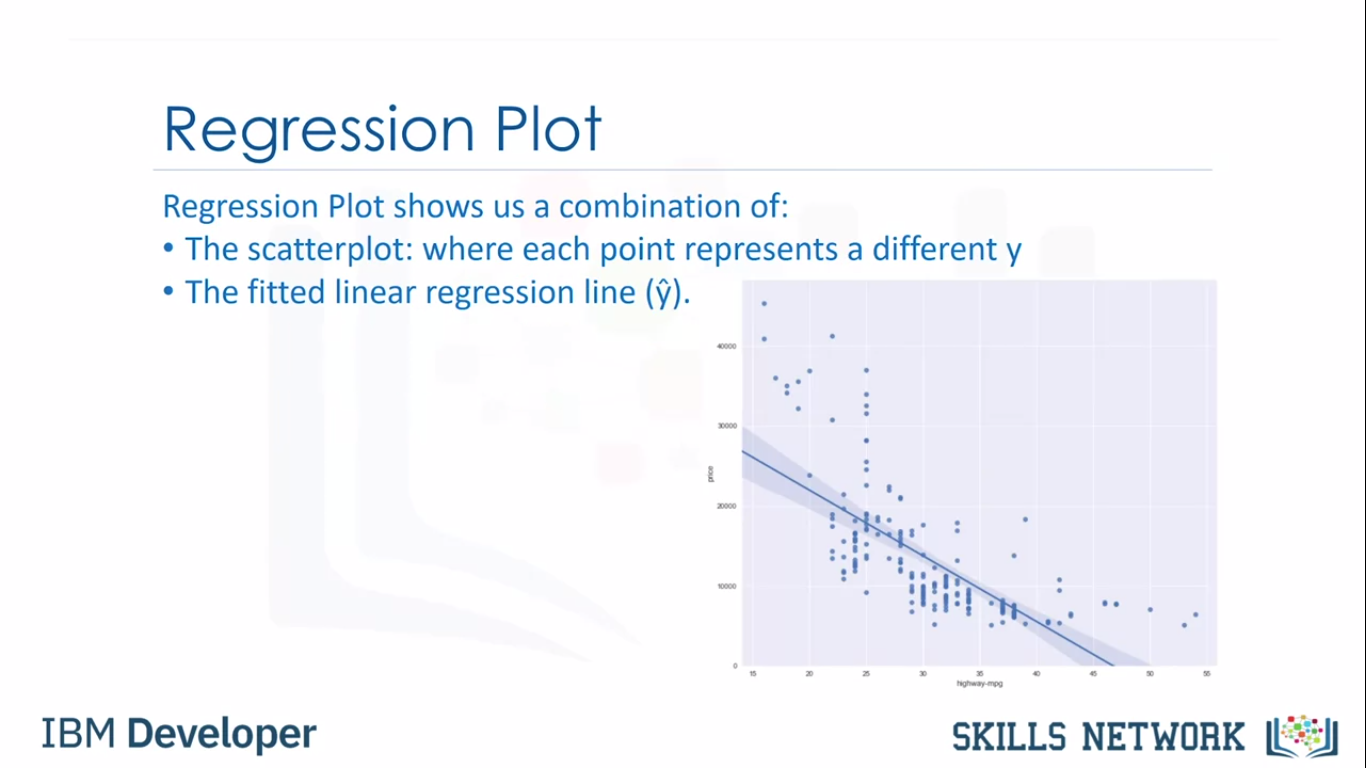 Regression Plot
Regression Plot shows us a combination of:
• The scatterplot: where each point represents a different y
• The fitted linear regression line (ŷ).
40000
30000
20000
10000
0
price
15 20 25 30 35 40 45 50 55
highway-mpg
IBM Developer
SKILLS NETWORK